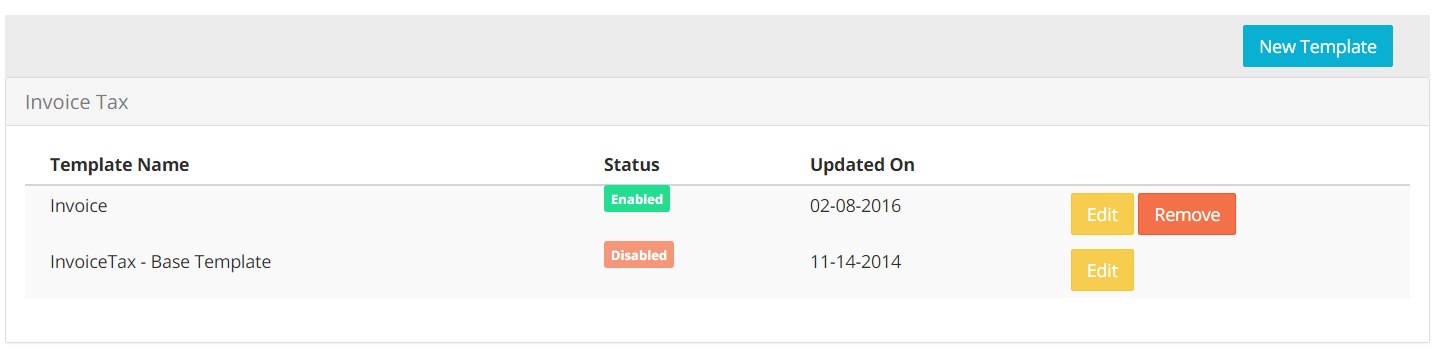 New Template
Invoice Tax
Template Name Status Updated On
Invoice Enabled 02-08-2016 Edit Remove
InvoiceTax - Base Template Disabled 11-14-2014 Edit